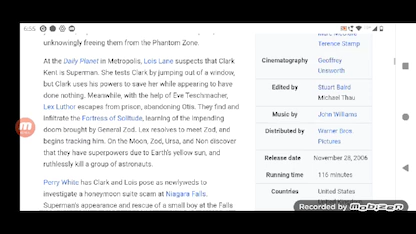 6:55
unknowingly freeing them from the Phantom Zone.
At the Daily Planet in Metropolis, Lois Lane suspects that Clark
Kent is Superman. She tests Clark by jumping out of a window,
but Clark uses his powers to save her while appearing to have
done nothing. Meanwhile, with the help of Eve Teschmacher,
Lex Luthor escapes from prison, abandoning Otis. They find and
infiltrate the Fortress of Solitude, learning of the impending
doom brought by General Zod. Lex resolves to meet Zod, and
begins tracking him. On the Moon, Zod, Ursa, and Non discover
that they have superpowers due to Earth's yellow sun, and
ruthlessly kill a group of astronauts.
Perry White has Clark and Lois pose as newlyweds to
investigate a honeymoon suite scam at Niagara Falls.
Superman's appearance and rescue of a small boy at the Falls
Terence Stamp
Cinematography Geoffrey
Unsworth
Edited by Stuart Baird
Michael Thau
Music by John Williams
Distributed by Warner Bros.
Pictures
Release date November 28, 2006
Running time 116 minutes
Countries United States
Recorded by Mobizen